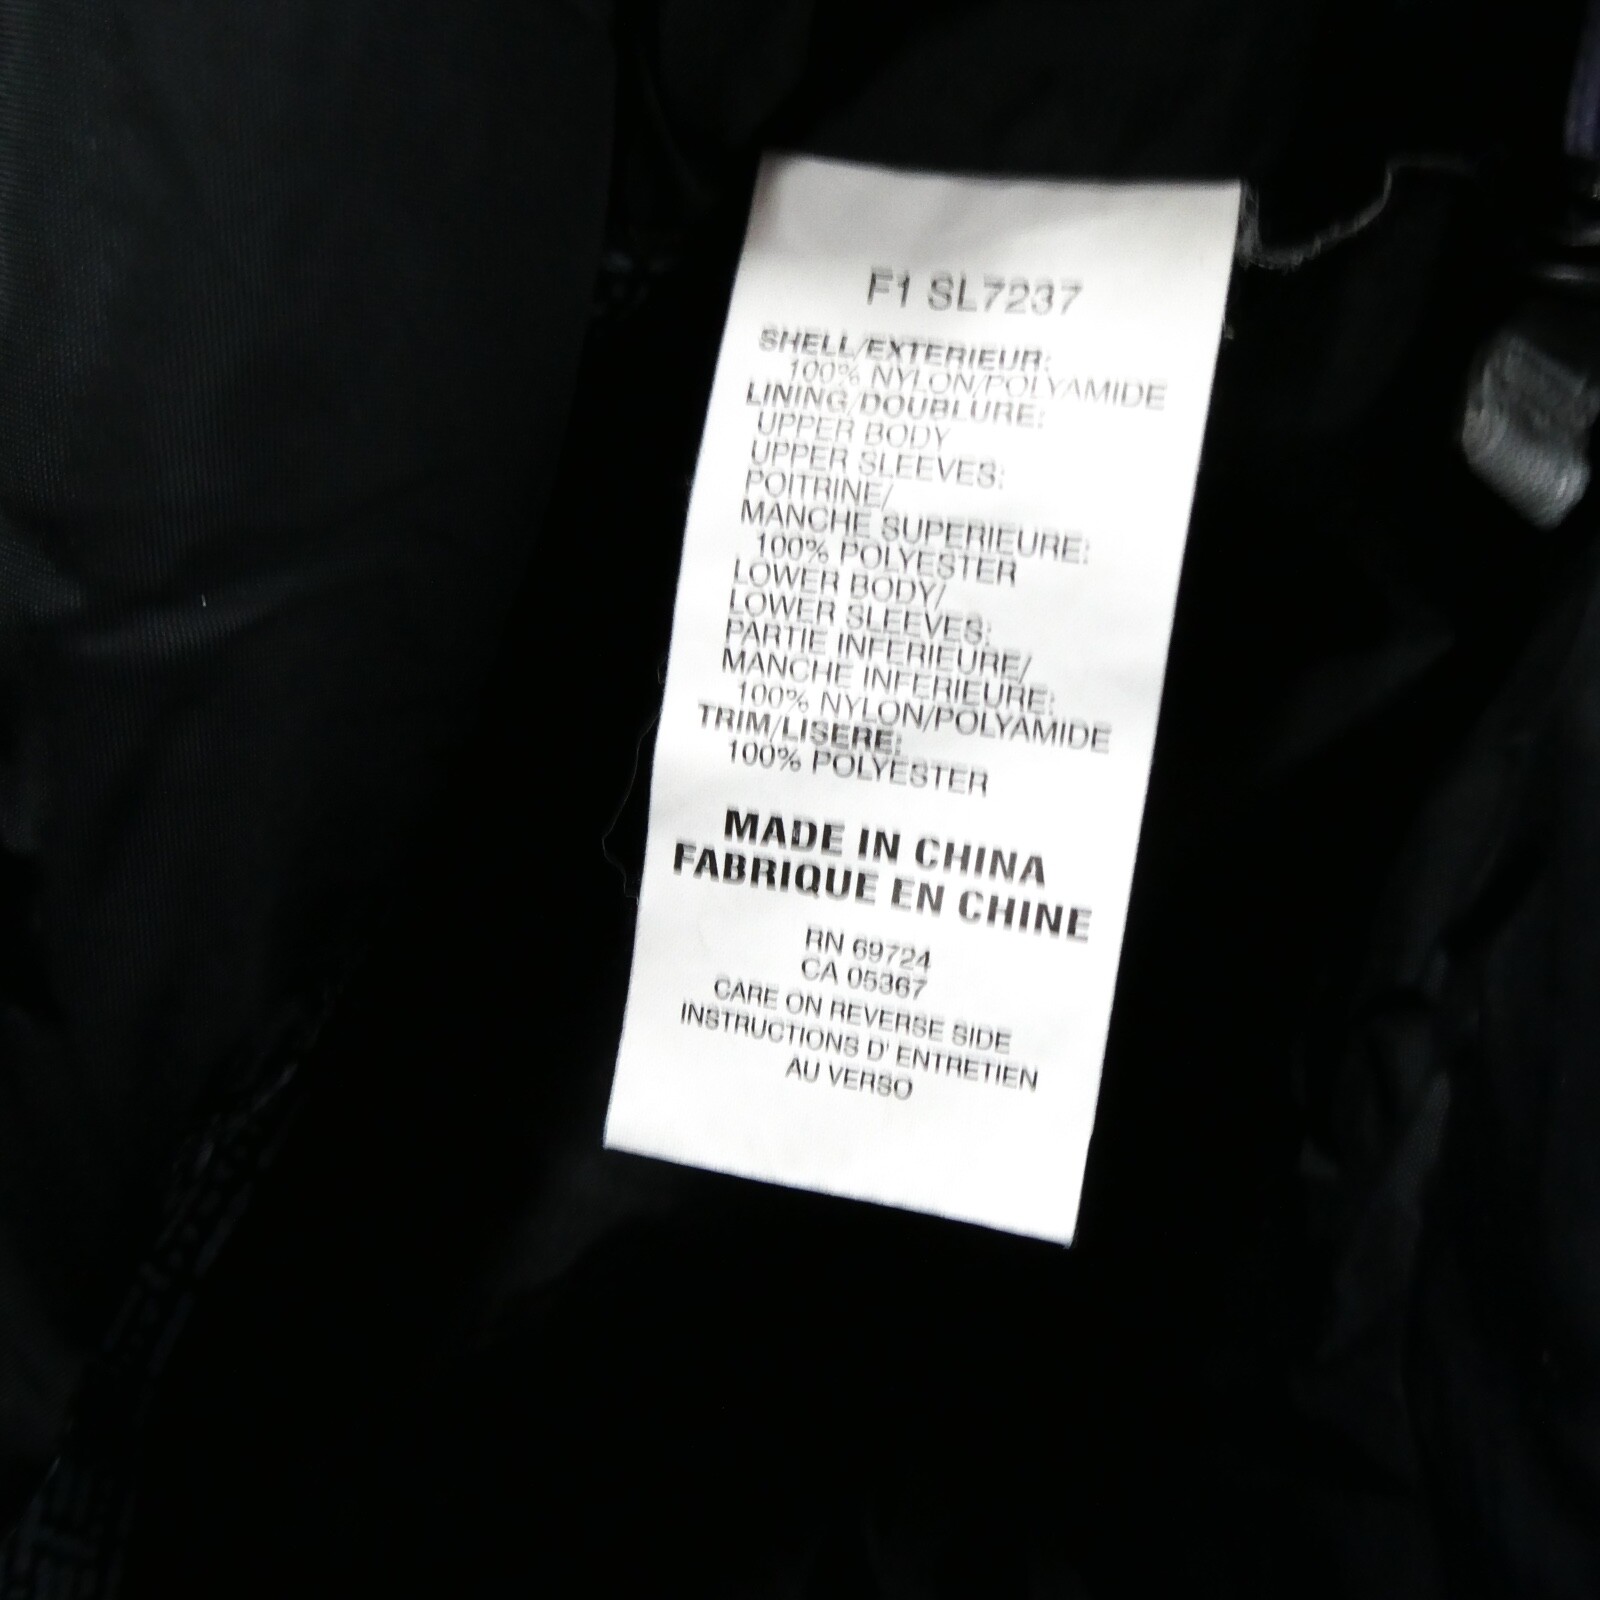 F1 SL7237
SHELL/EXTERIEUR:
100% NYLON/POLYAMIDE
LINING/DOUBLURE:
UPPER BODY
UPPER SLEEVES:
POITRINE/
MANCHE SUPERIEURE:
100% POLYESTER
LOWER BODY/
LOWER SLEEVES:
PARTIE INFERIEURE/
MANCHE INFERIEURE:
100% NYLON/POLYAMIDE
TRIM/LISERE:
100% POLYESTER
MADE IN CHINA
FABRIQUE EN CHINE
RN 69724
CA 05367
CARE ON REVERSE SIDE
INSTRUCTIONS D' ENTRETIEN
AU VERSO